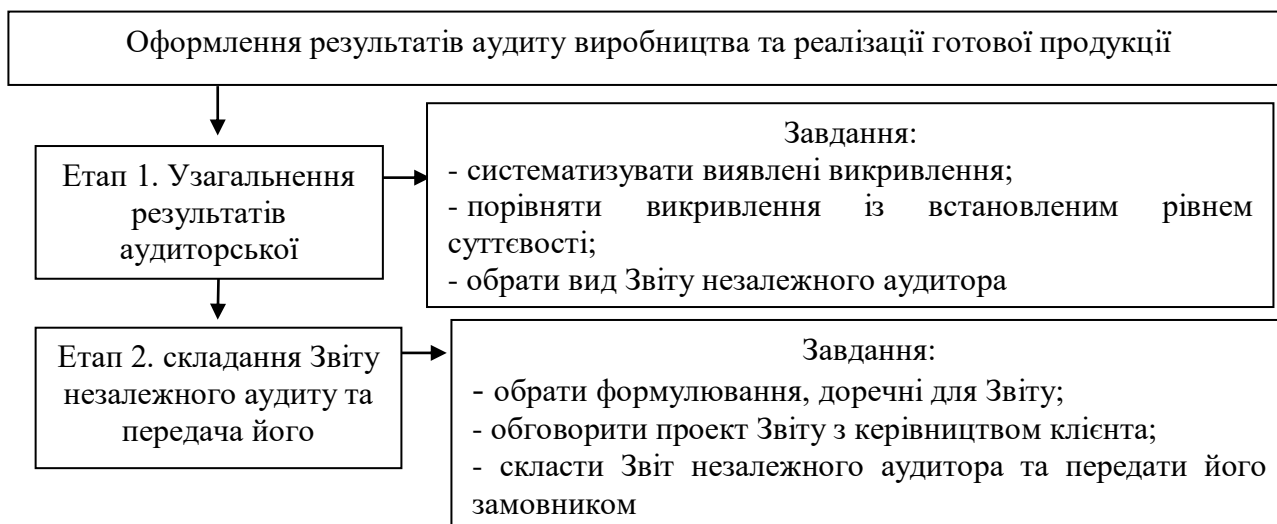 Оформлення результатів аудиту виробництва та реалізації готової продукції
Етап 1. Узагальнення
результатів
аудиторської
Завдання:
- систематизувати виявлені викривлення;
- порівняти викривлення із встановленим рівнем
суттєвості;
- обрати вид Звіту незалежного аудитора
Етап 2. складання Звіту
незалежного аудиту та
передача його
Завдання:
- обрати формулювання, доречні для Звіту;
- обговорити проект Звіту з керівництвом клієнта;
- скласти Звіт незалежного аудитора та передати його
замовником